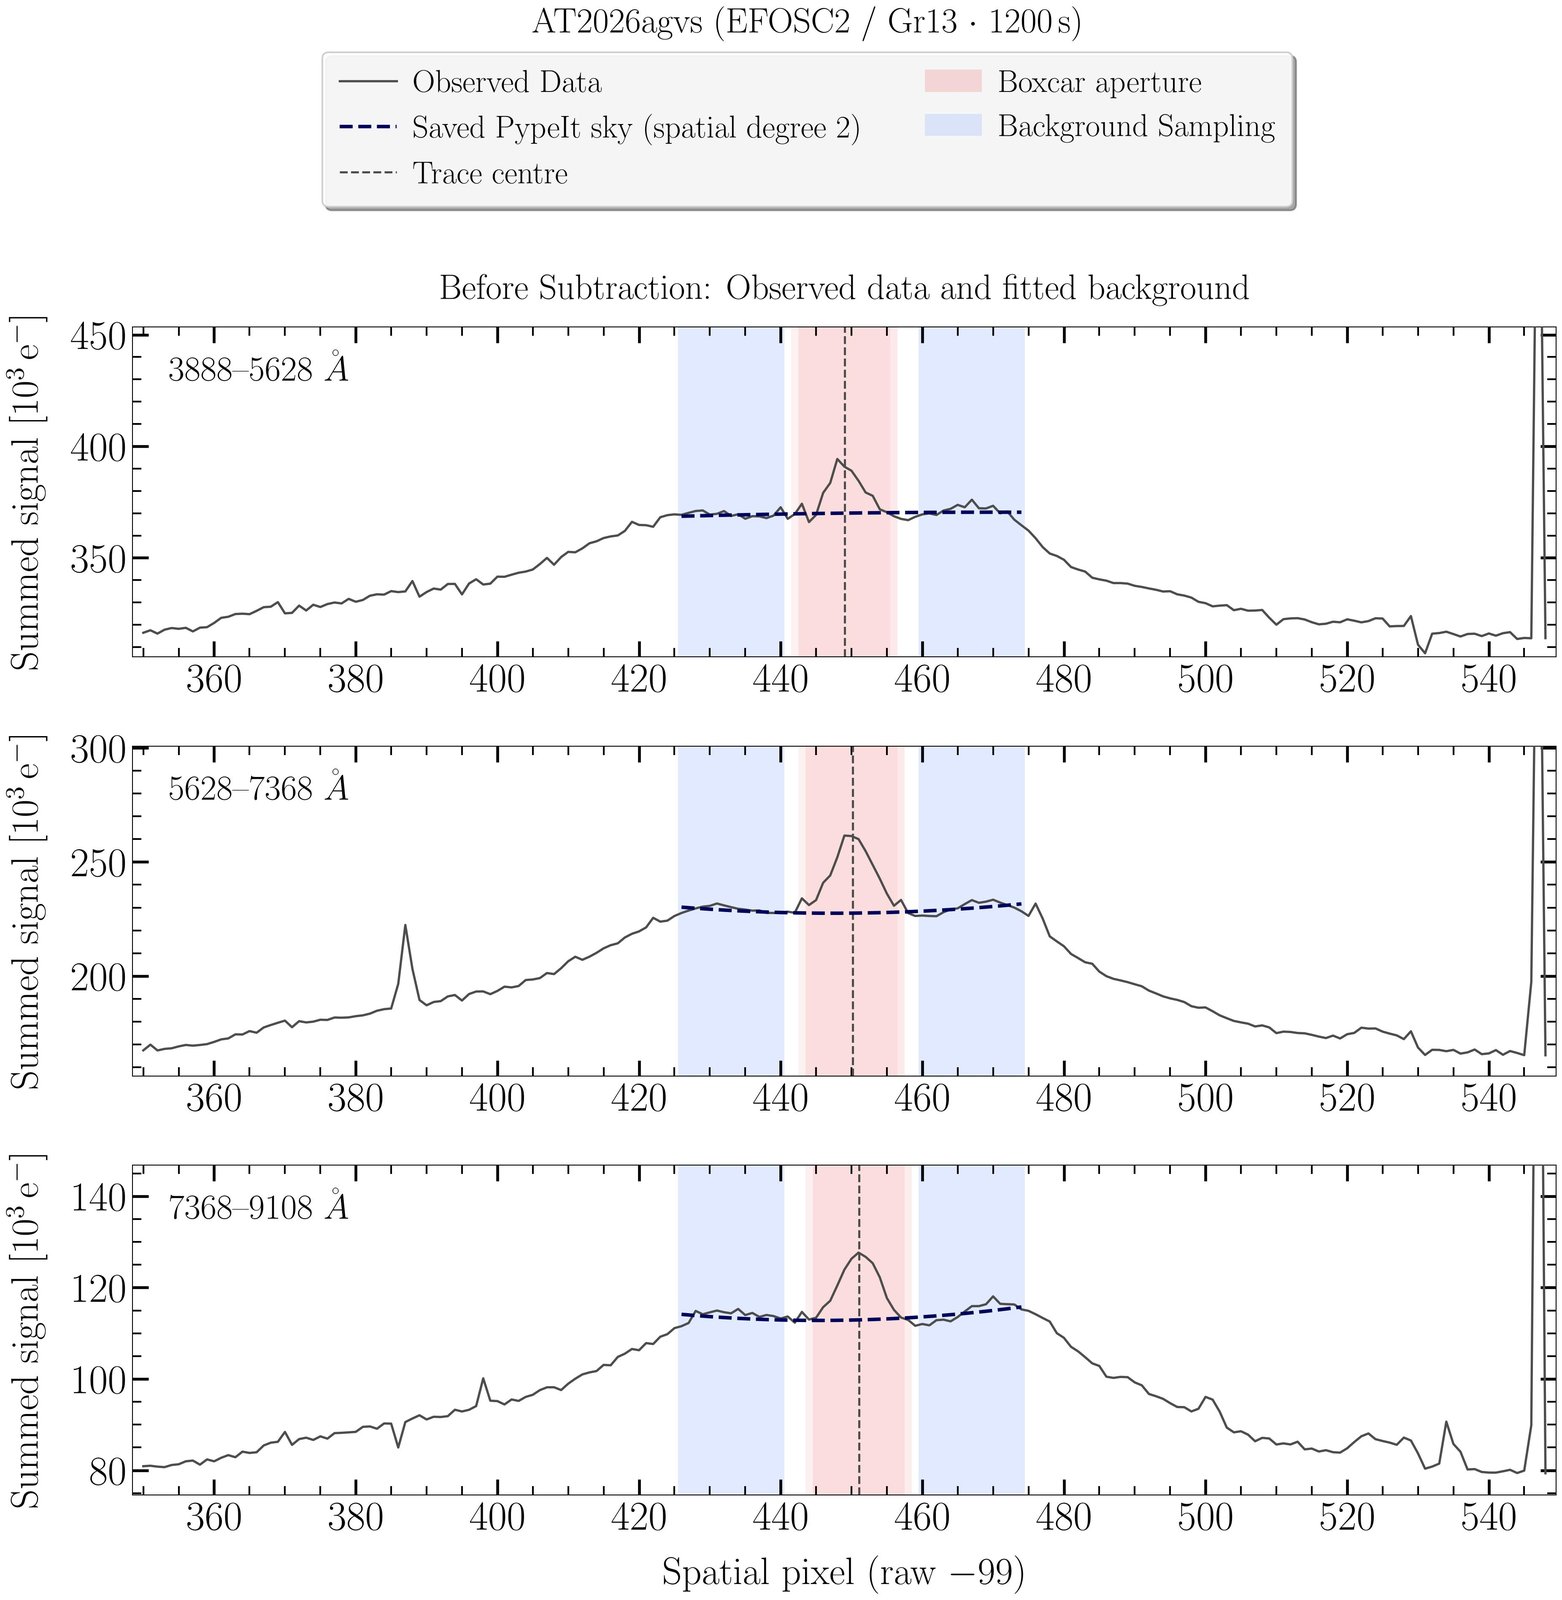 AT2026agvs (EFOSC2 / Gr13 · 1200 s)
Observed Data
Saved PypeIt sky (spatial degree 2)
Trace centre
Boxcar aperture
Background Sampling
Before Subtraction: Observed data and fitted background
Summed signal [10³ e⁻]
450
400
350
3888–5628 Å
360 380 400 420 440 460 480 500 520 540
Summed signal [10³ e⁻]
300
250
200
5628–7368 Å
360 380 400 420 440 460 480 500 520 540
Summed signal [10³ e⁻]
140
120
100
80
7368–9108 Å
360 380 400 420 440 460 480 500 520 540
Spatial pixel (raw −99)